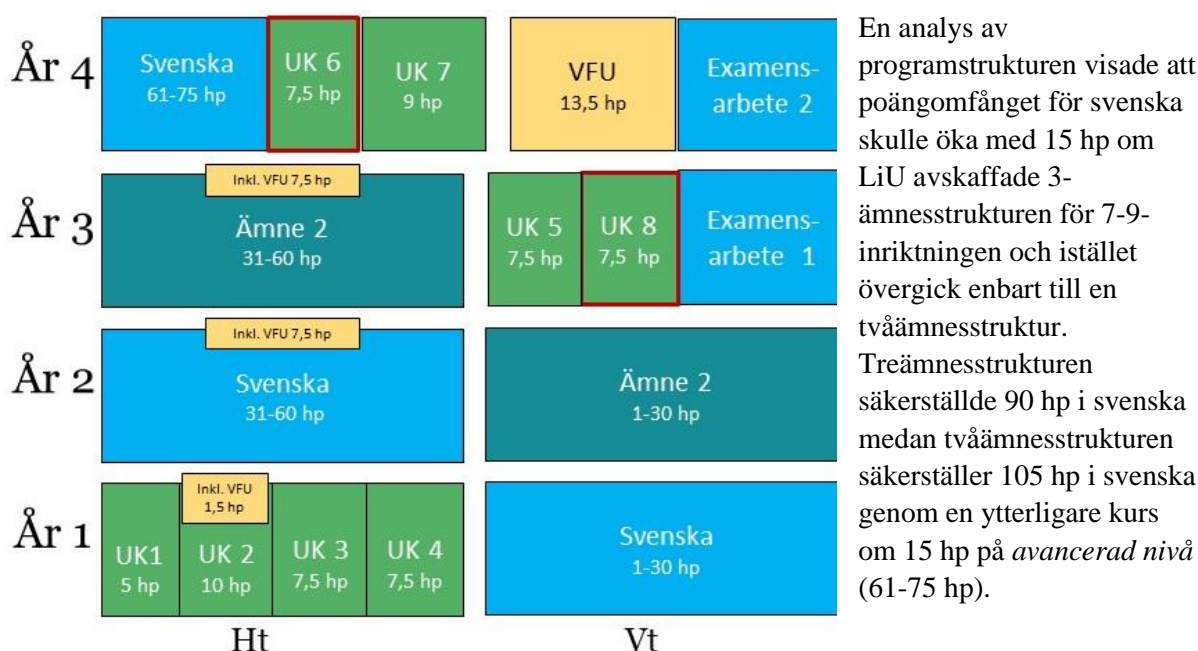 År 4
Svenska
61-75 hp
UK 6
7,5 hp
UK 7
9 hp
VFU
13,5 hp
Examens-
arbete 2
År 3
Inkl. VFU 7,5 hp
Ämne 2
31-60 hp
UK 5
7,5 hp
UK 8
7,5 hp
Examens-
arbete 1
År 2
Inkl. VFU 7,5 hp
Svenska
31-60 hp
Ämne 2
1-30 hp
År 1
UK1
5 hp
Inkl. VFU
1,5 hp
UK 2
10 hp
UK 3
7,5 hp
UK 4
7,5 hp
Svenska
1-30 hp
Ht
Vt
En analys av
programstrukturen visade att
poängomfånget för svenska
skulle öka med 15 hp om
LiU avskaffade 3-
ämnesstrukturen för 7-9-
inriktningen och istället
övergick enbart till en
tvåämnesstruktur.
Treämnesstrukturen
säkerställde 90 hp i svenska
medan tvåämnesstrukturen
säkerställer 105 hp i svenska
genom en ytterligare kurs
om 15 hp på avancerad nivå
(61-75 hp).